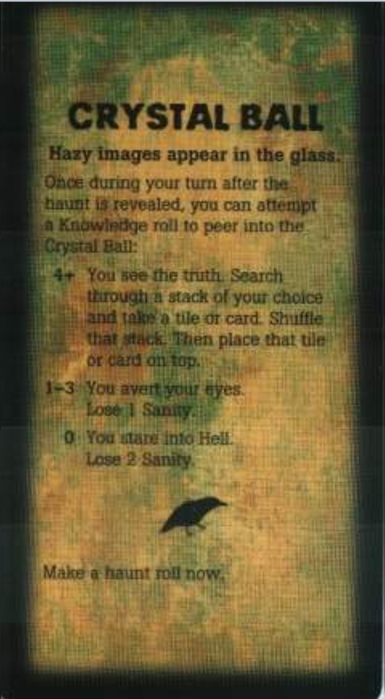 CRYSTAL BALL
Hazy images appear in the glass.
Once during your turn after the
haunt is revealed, you can attempt
a Knowledge roll to peer into the
Crystal Ball:
4+ You see the truth. Search
through a stack of your choice
and take a tile or card. Shuffle
that stack. Then place that tile
or card on top.
1–3 You avert your eyes.
Lose 1 Sanity.
0 You stare into Hell.
Lose 2 Sanity.
Make a haunt roll now.